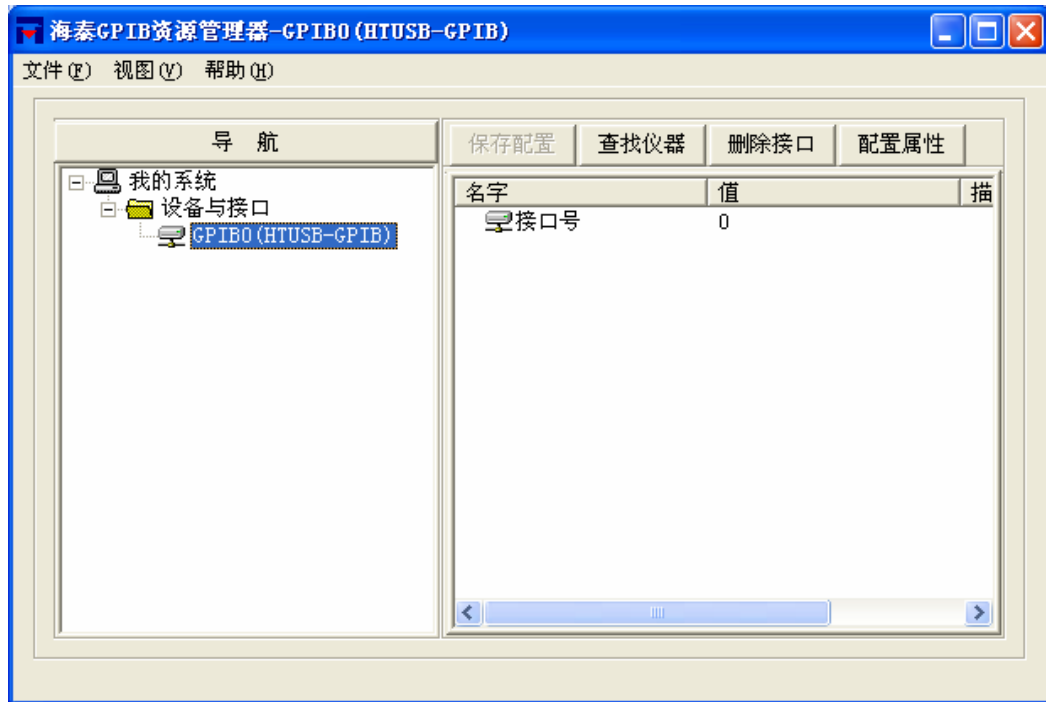 海泰GPIB资源管理器-GPIB0(HTUSB-GPIB)
文件(F) 视图(V) 帮助(H)
导 航
保存配置 查找仪器 删除接口 配置属性
我的系统
设备与接口
GPIB0(HTUSB-GPIB)
名字 值 描
接口号 0